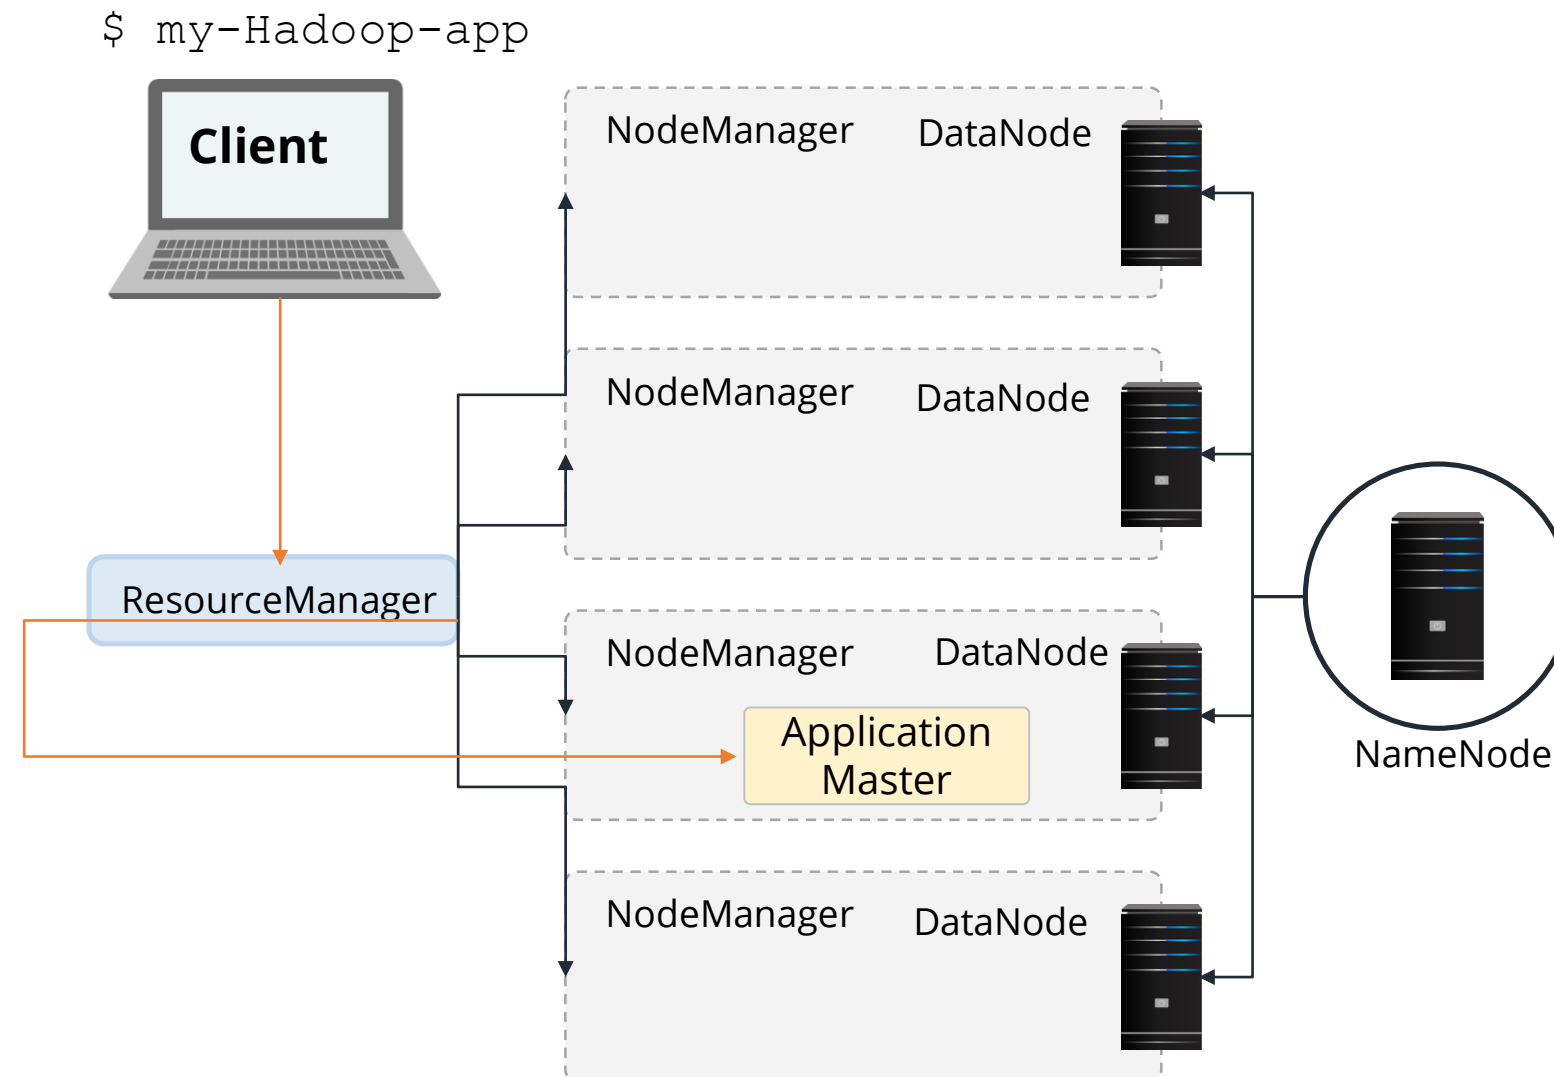 $ my-Hadoop-app
Client
NodeManager
DataNode
NodeManager
DataNode
ResourceManager
NodeManager
DataNode
Application
Master
NameNode
NodeManager
DataNode